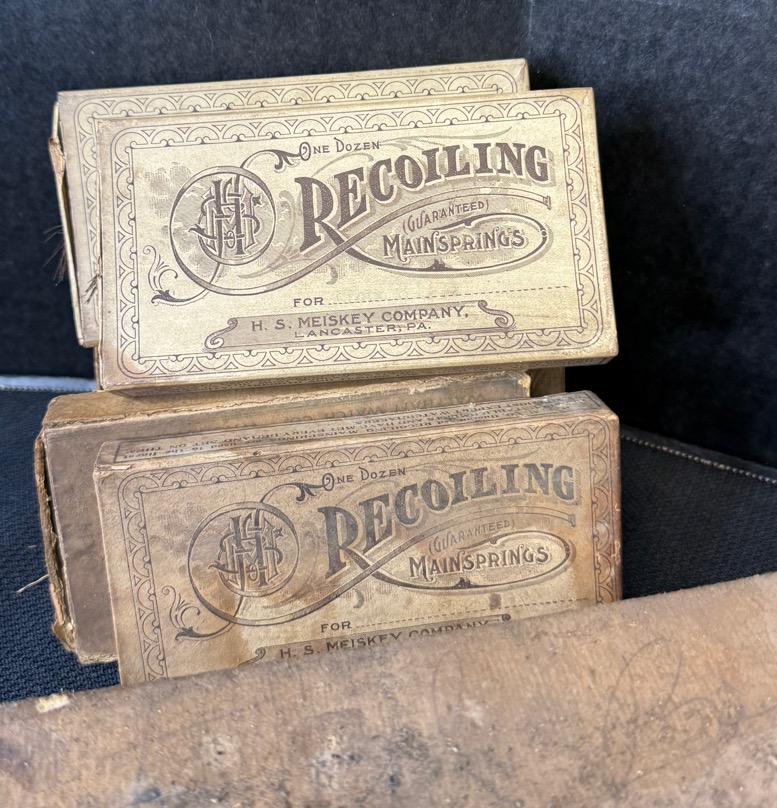 ONE DOZEN
RECOILING
(GUARANTEED)
MAINSPRINGS
FOR
H. S. MEISKEY COMPANY,
LANCASTER, PA.
ONE DOZEN
RECOILING
(GUARANTEED)
MAINSPRINGS
FOR
H. S. MEISKEY COMPANY,